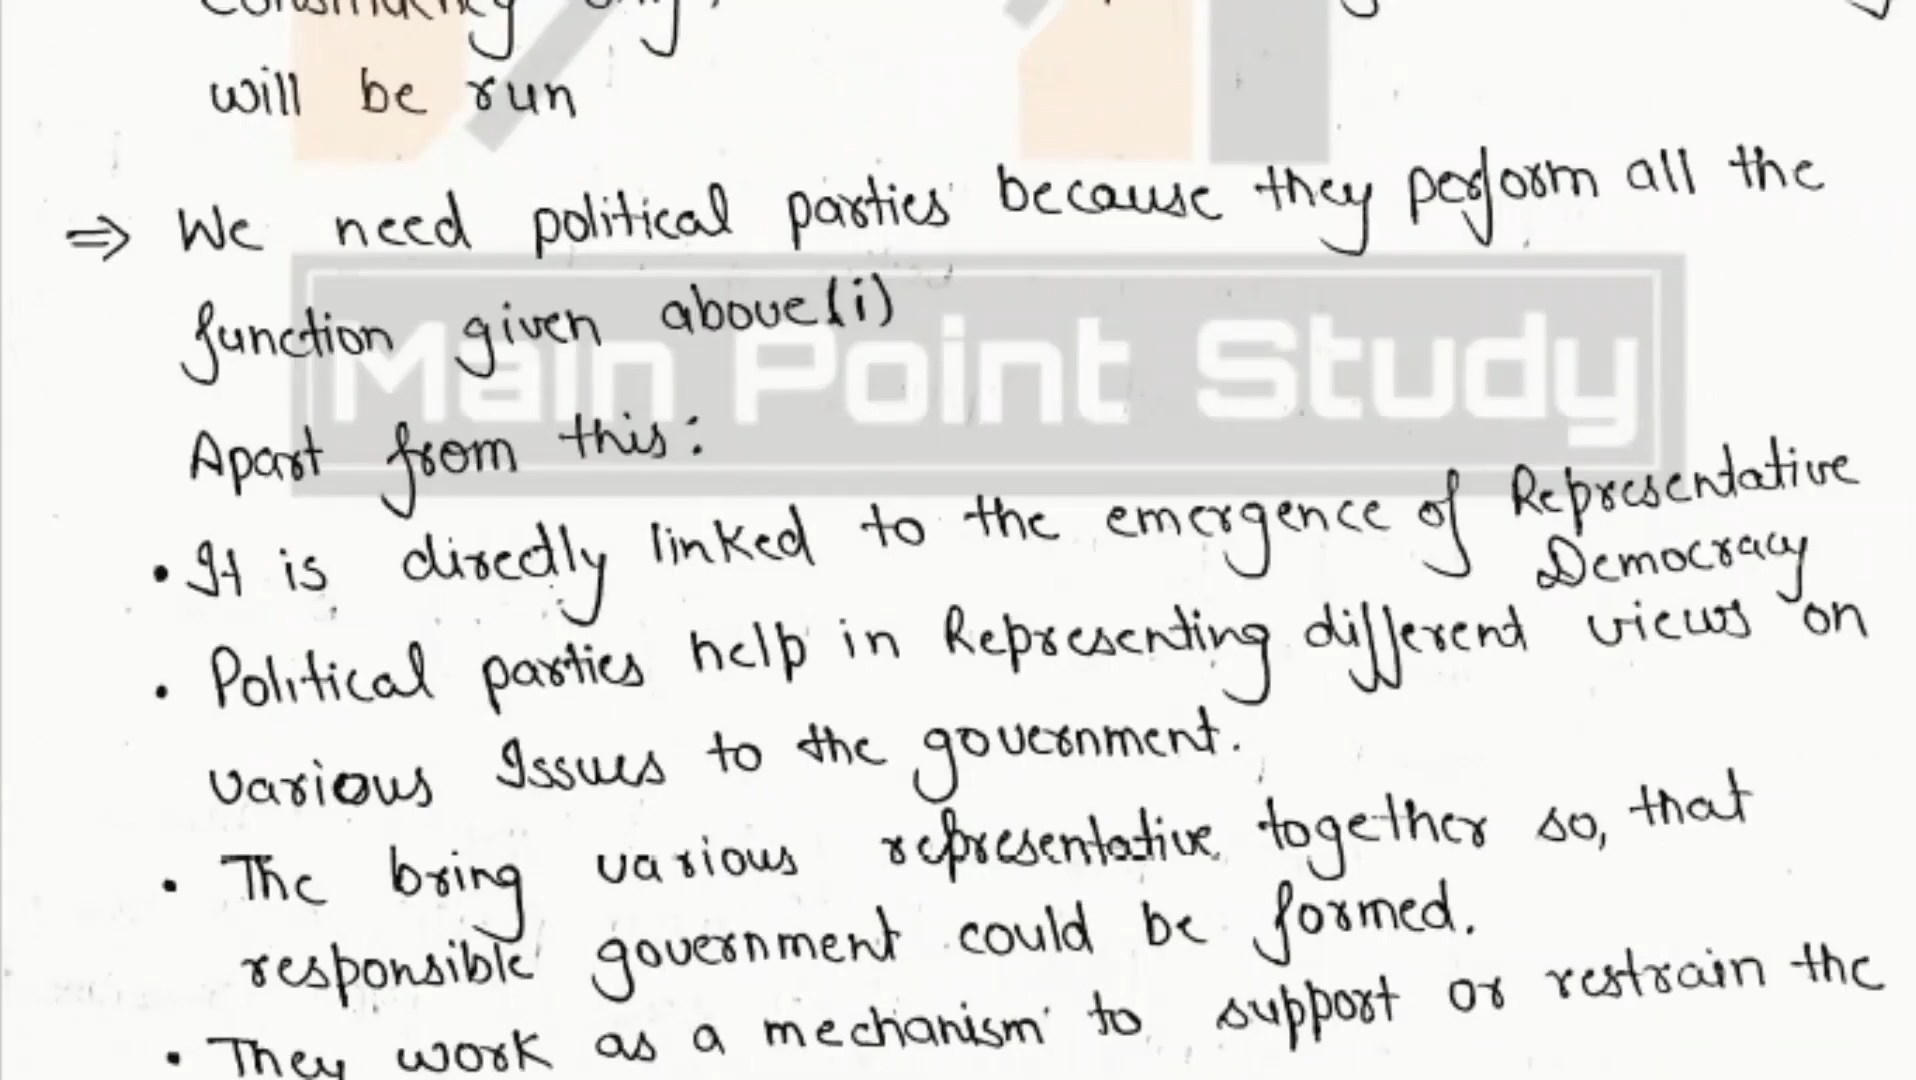 will be run
⇒ We need political parties because they perform all the
function given above(i)
Main Point Study
Apart from this:
• It is directly linked to the emergence of Representative
Democracy
• Political parties help in Representing different views on
various Issues to the government.
• The bring various representative together so, that
responsible government could be formed.
• They work as a mechanism to support or restrain the